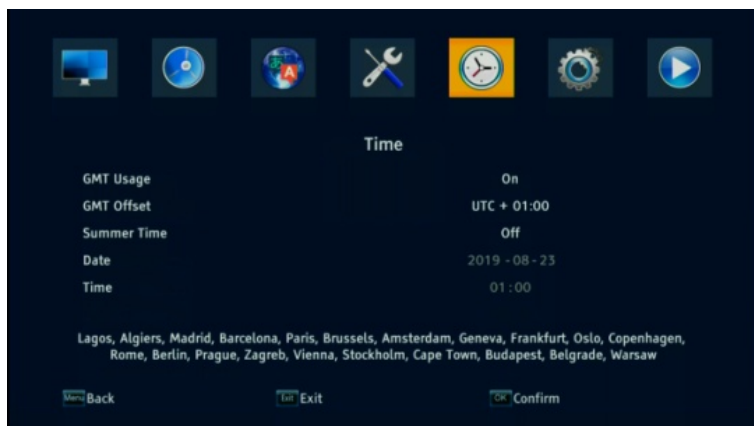 Time
GMT Usage On
GMT Offset UTC + 01:00
Summer Time Off
Date 2019 - 08 - 23
Time 01 : 00
Lagos, Algiers, Madrid, Barcelona, Paris, Brussels, Amsterdam, Geneva, Frankfurt, Oslo, Copenhagen,
Rome, Berlin, Prague, Zagreb, Vienna, Stockholm, Cape Town, Budapest, Belgrade, Warsaw
Menu Back Exit Exit OK Confirm